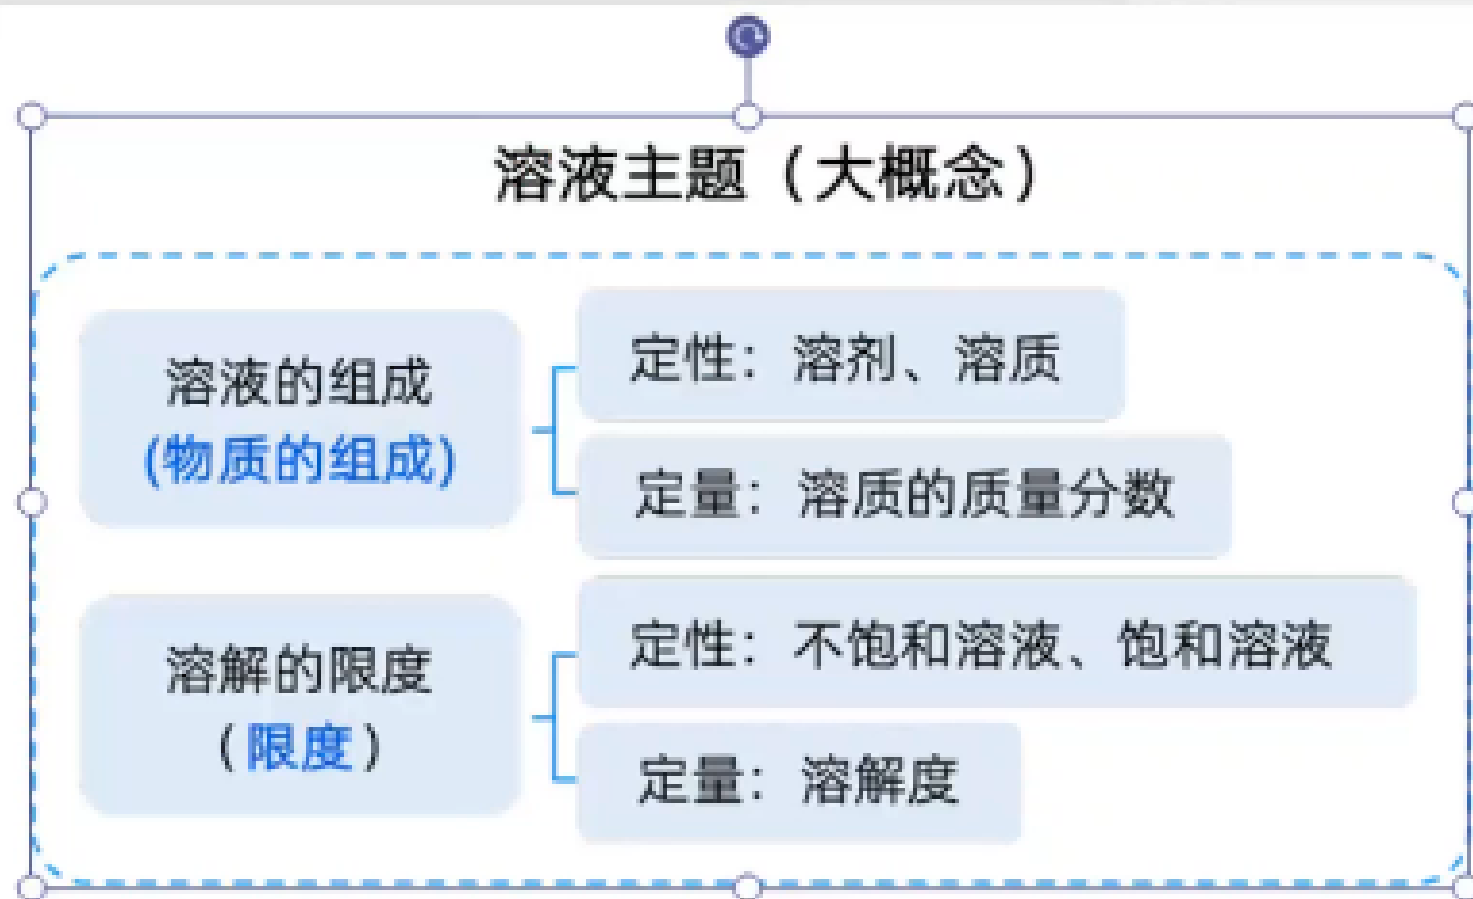 溶液主题（大概念）
溶液的组成
(物质的组成)
定性：溶剂、溶质
定量：溶质的质量分数
溶解的限度
（限度）
定性：不饱和溶液、饱和溶液
定量：溶解度